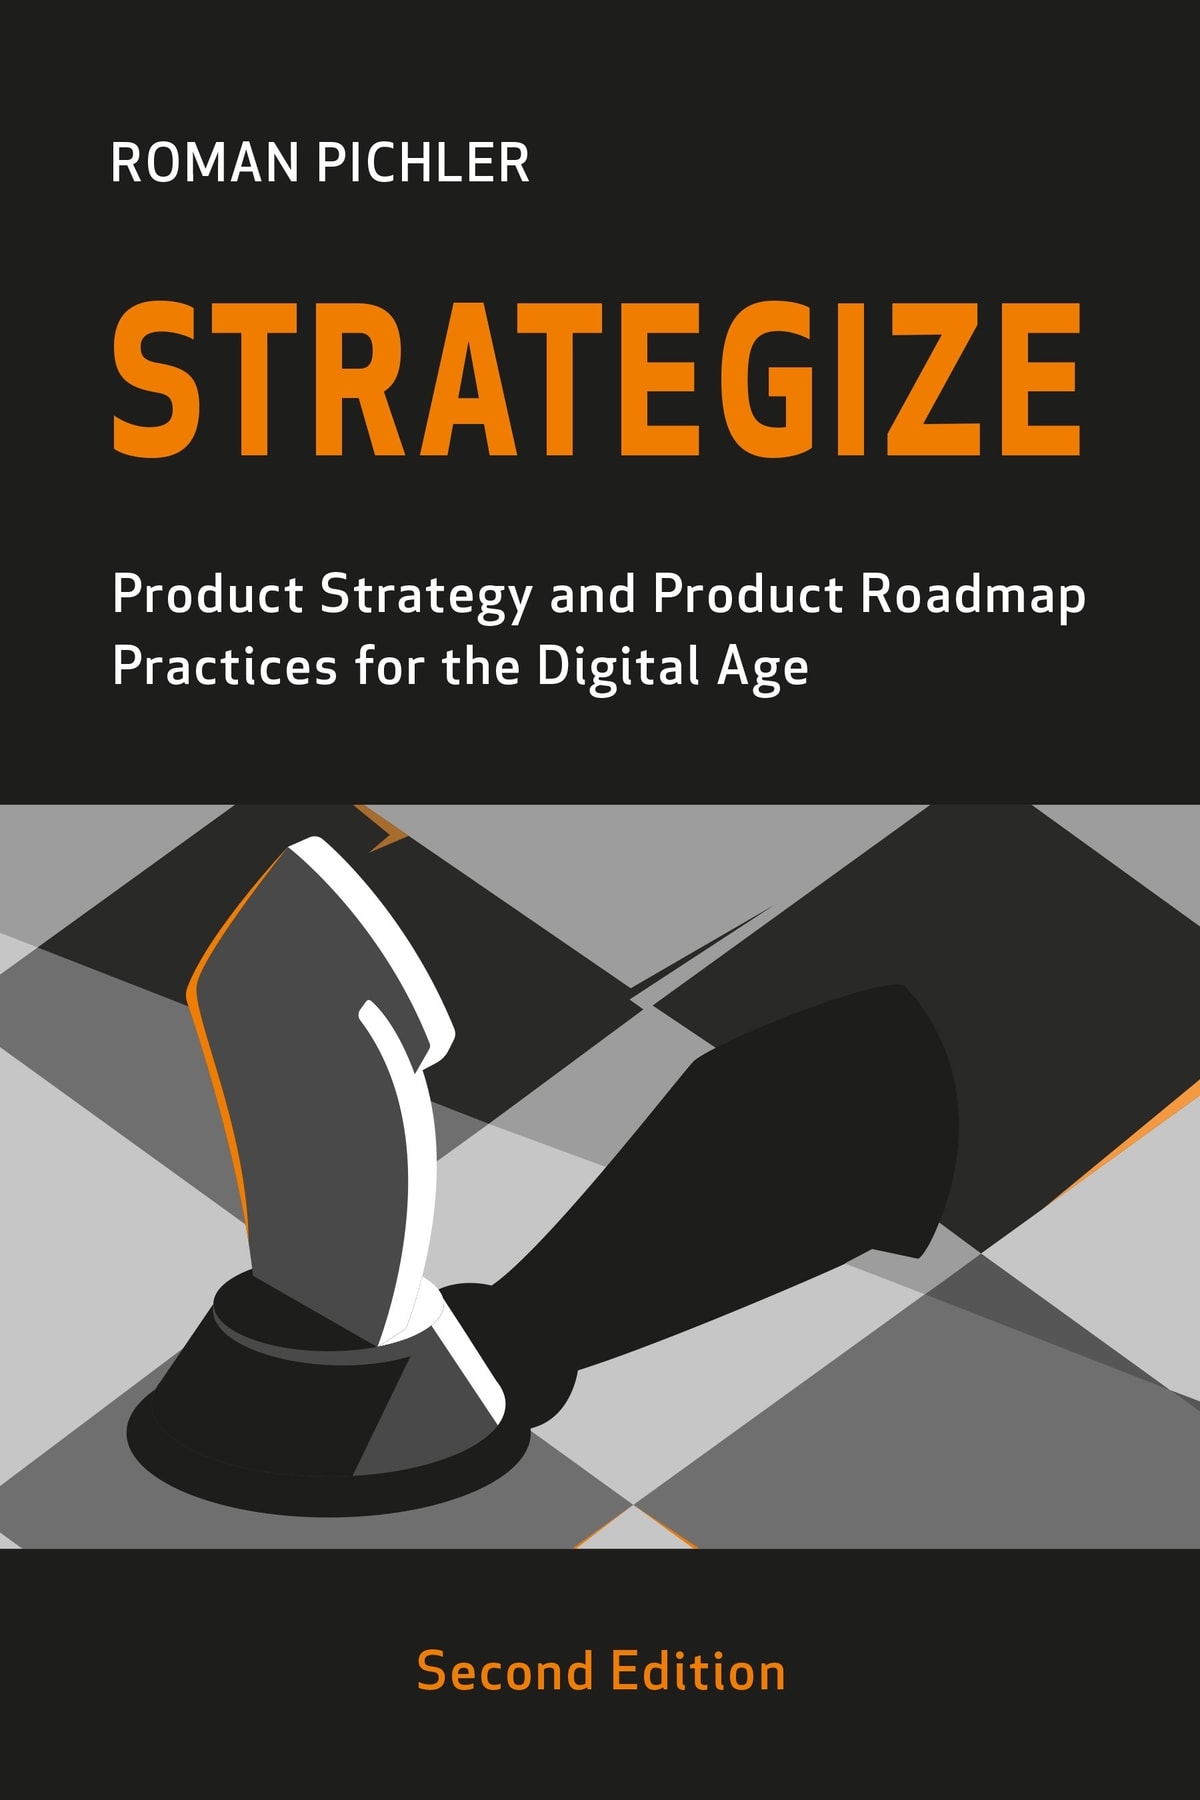 ROMAN PICHLER
STRATEGIZE
Product Strategy and Product Roadmap
Practices for the Digital Age
Second Edition